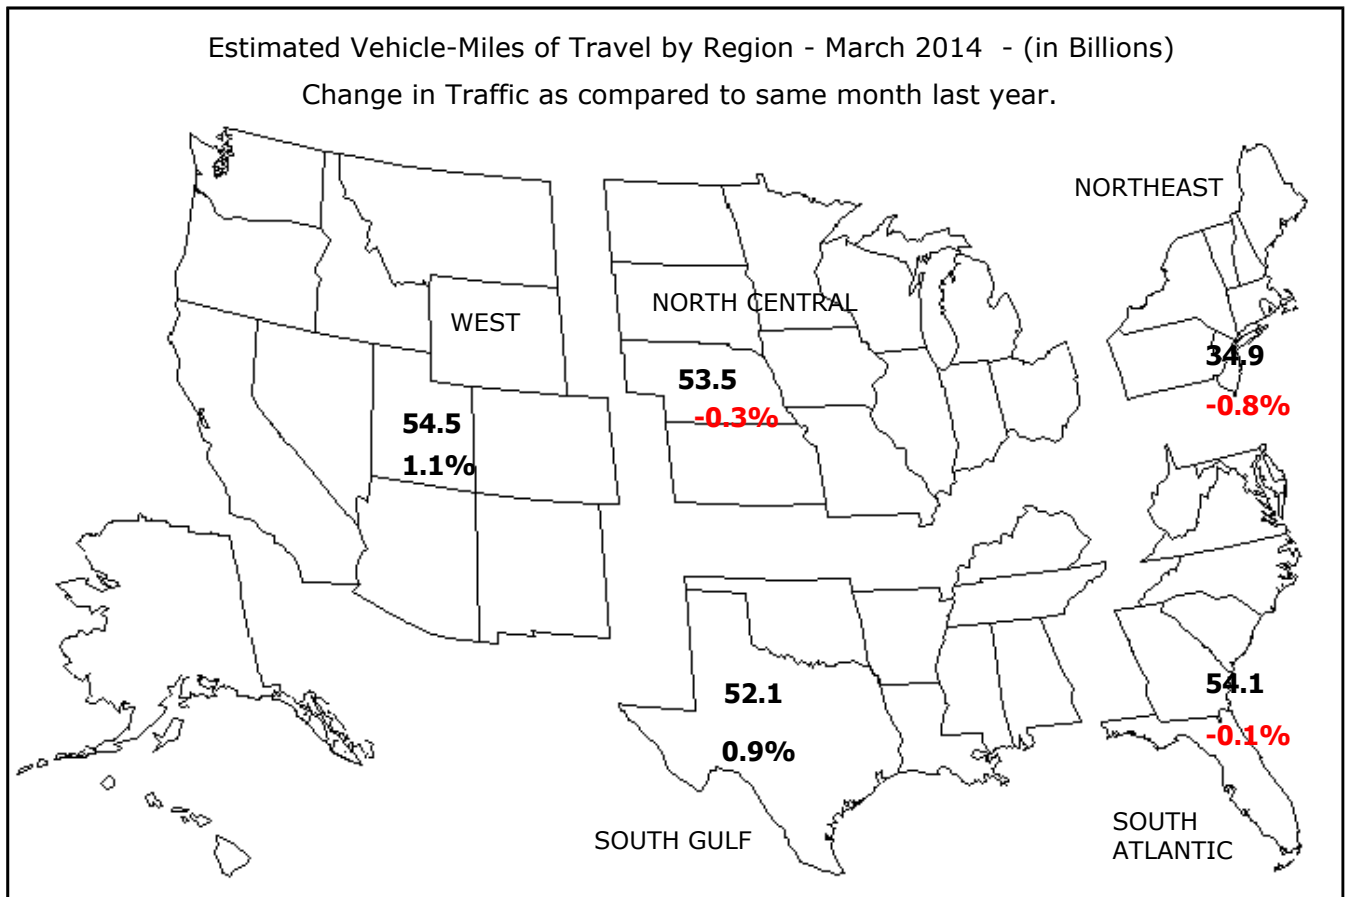 Estimated Vehicle-Miles of Travel by Region - March 2014 - (in Billions)
Change in Traffic as compared to same month last year.
NORTHEAST
34.9
-0.8%
NORTH CENTRAL
53.5
-0.3%
WEST
54.5
1.1%
52.1
0.9%
SOUTH GULF
54.1
-0.1%
SOUTH
ATLANTIC